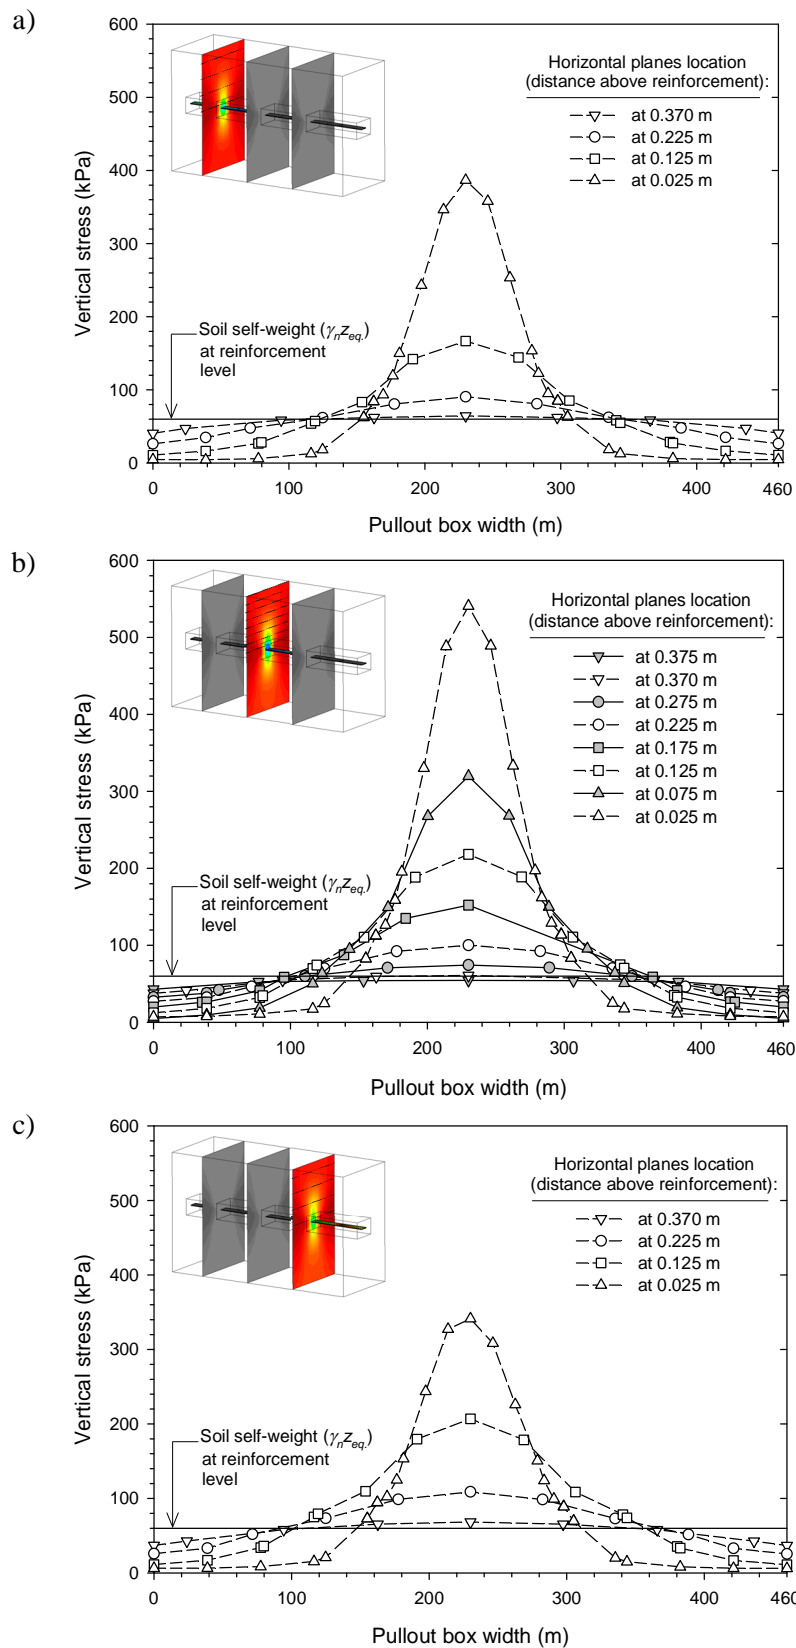 a)
600
500
400
300
200
100
0
Vertical stress (kPa)
Horizontal planes location
(distance above reinforcement):
at 0.370 m
at 0.225 m
at 0.125 m
at 0.025 m
Soil self-weight (γnzeq.)
at reinforcement
level
0 100 200 300 400 460
Pullout box width (m)
b)
600
500
400
300
200
100
0
Vertical stress (kPa)
Horizontal planes location
(distance above reinforcement):
at 0.375 m
at 0.370 m
at 0.275 m
at 0.225 m
at 0.175 m
at 0.125 m
at 0.075 m
at 0.025 m
Soil self-weight (γnzeq.)
at reinforcement
level
0 100 200 300 400 460
Pullout box width (m)
c)
600
500
400
300
200
100
0
Vertical stress (kPa)
Horizontal planes location
(distance above reinforcement):
at 0.370 m
at 0.225 m
at 0.125 m
at 0.025 m
Soil self-weight (γnzeq.)
at reinforcement
level
0 100 200 300 400 460
Pullout box width (m)